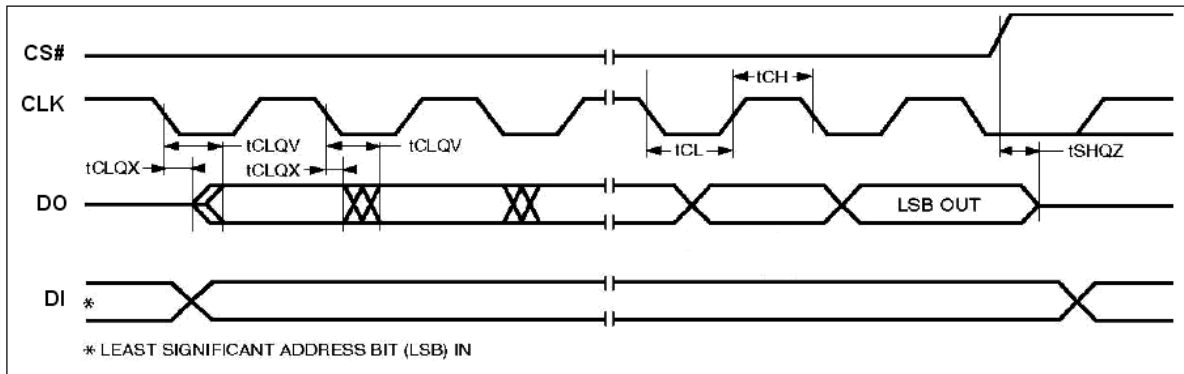 CS#
CLK
tCH
tCLQV
tCLQV
tCL
tCLQX
tCLQX
tSHQZ
DO
LSB OUT
DI
*
* LEAST SIGNIFICANT ADDRESS BIT (LSB) IN